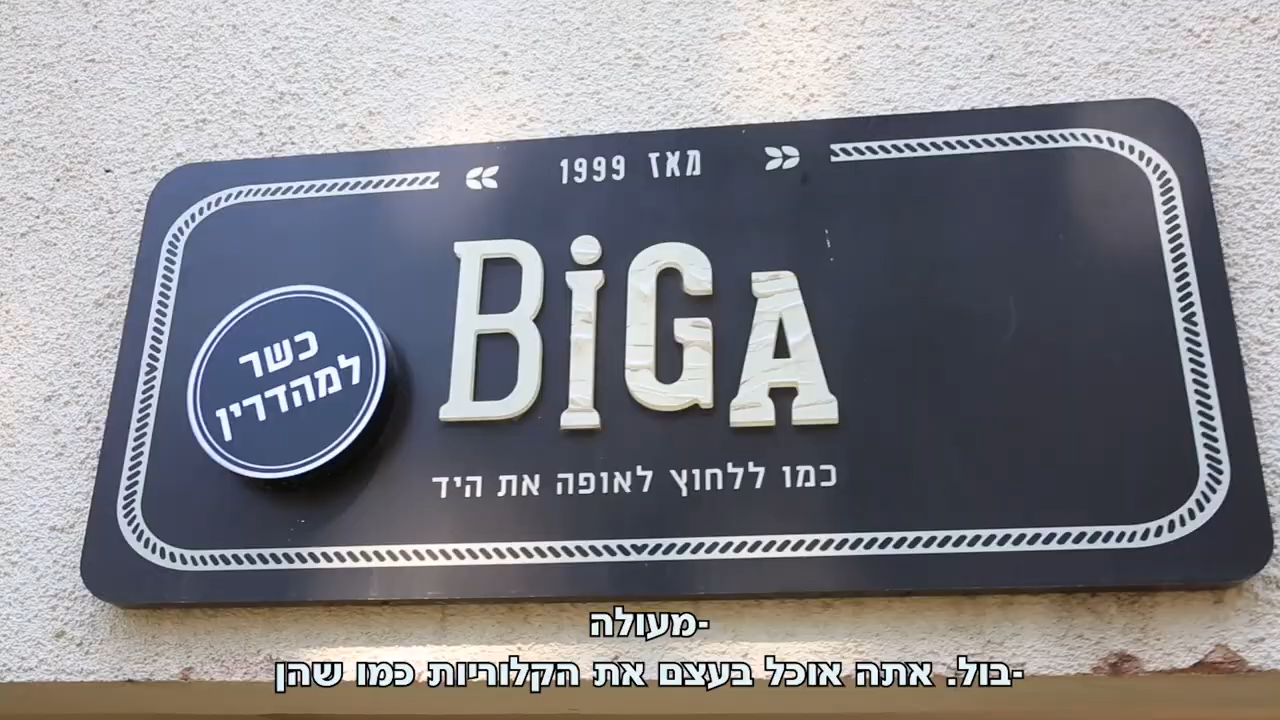 מאז 1999
BiGA
כשר
למהדרין
כמו ללחוץ לאופה את היד
-מעולה
-בול. אתה אוכל בעצם את הקלוריות כמו שהן